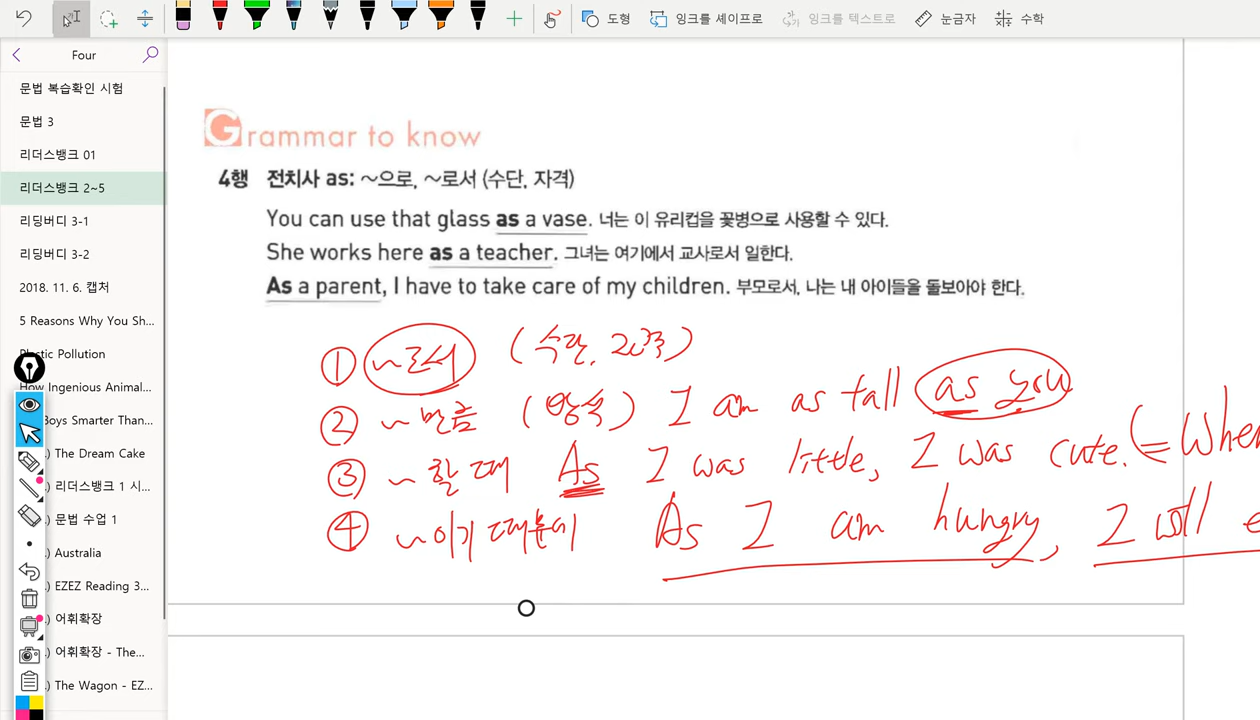 도형 잉크를 셰이프로 잉크를 텍스트로 눈금자 수학
Four
문법 복습확인 시험
문법 3
리더스뱅크 01
리더스뱅크 2~5
리딩버디 3-1
리딩버디 3-2
2018. 11. 6. 캡처
5 Reasons Why You Sh...
Plastic Pollution
How Ingenious Animal...
Boys Smarter Than...
.) The Dream Cake
.) 리더스뱅크 1 시...
.) 문법 수업 1
Australia
.) EZEZ Reading 3...
.) 어휘확장
.) 어휘확장 - The...
.) The Wagon - EZ...
Grammar to know
4행 전치사 as: ~으로, ~로서 (수단, 자격)
You can use that glass as a vase. 너는 이 유리컵을 꽃병으로 사용할 수 있다.
She works here as a teacher. 그녀는 여기에서 교사로서 일한다.
As a parent, I have to take care of my children. 부모로서, 나는 내 아이들을 돌보아야 한다.
① ~로서 (수단,
② ~만큼 I am as tall as you
③ ~할 때 As I was little, I was cute. (= When
④ ~이기 때문에 As I am hungry, I will e